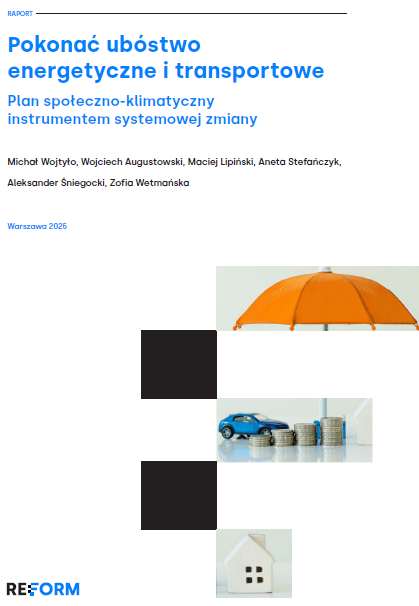 RAPORT
Pokonać ubóstwo
energetyczne i transportowe
Plan społeczno-klimatyczny
instrumentem systemowej zmiany
Michał Wojtyło, Wojciech Augustowski, Maciej Lipiński, Aneta Stefańczyk,
Aleksander Śniegocki, Zofia Wetmańska
Warszawa 2025
REFORM